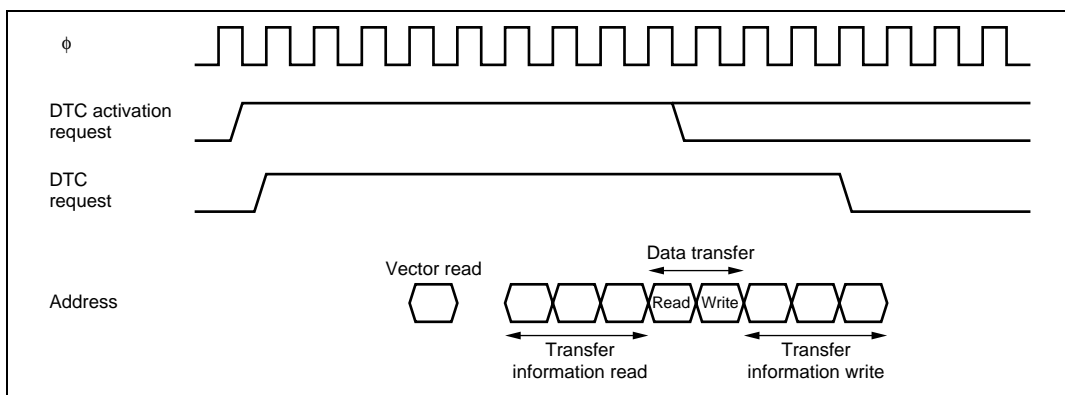 ϕ
DTC activation
request
DTC
request
Data transfer
Vector read
Address
Read
Write
Transfer
information read
Transfer
information write